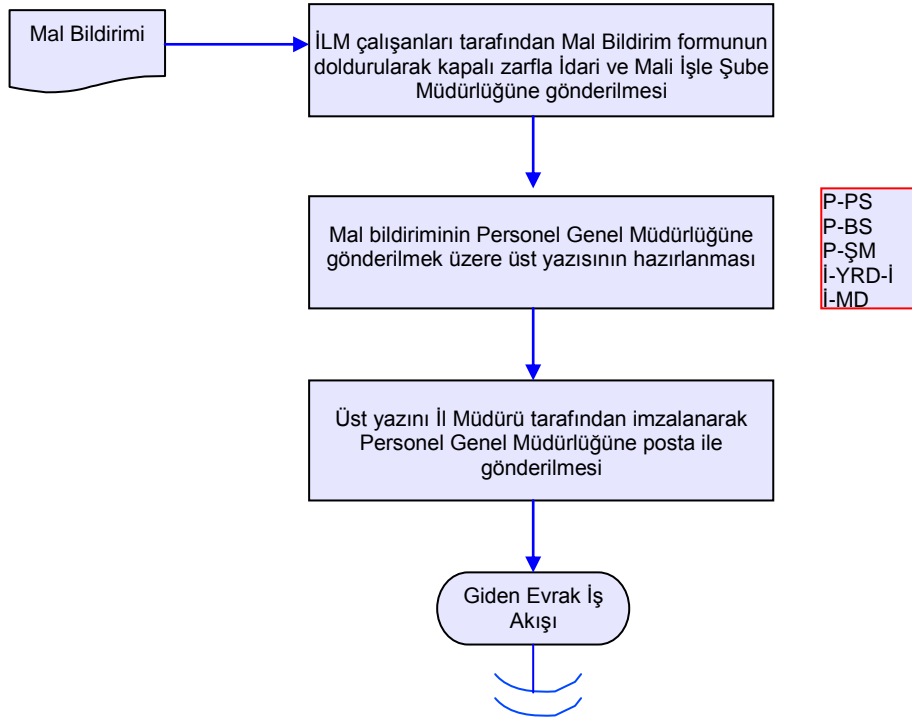 Mal Bildirimi
İLM çalışanları tarafından Mal Bildirim formunun
doldurularak kapalı zarfla İdari ve Mali İşle Şube
Müdürlüğüne gönderilmesi
Mal bildiriminin Personel Genel Müdürlüğüne
gönderilmek üzere üst yazısının hazırlanması
P-PS
P-BS
P-ŞM
İ-YRD-İ
İ-MD
Üst yazını İl Müdürü tarafından imzalanarak
Personel Genel Müdürlüğüne posta ile
gönderilmesi
Giden Evrak İş
Akışı